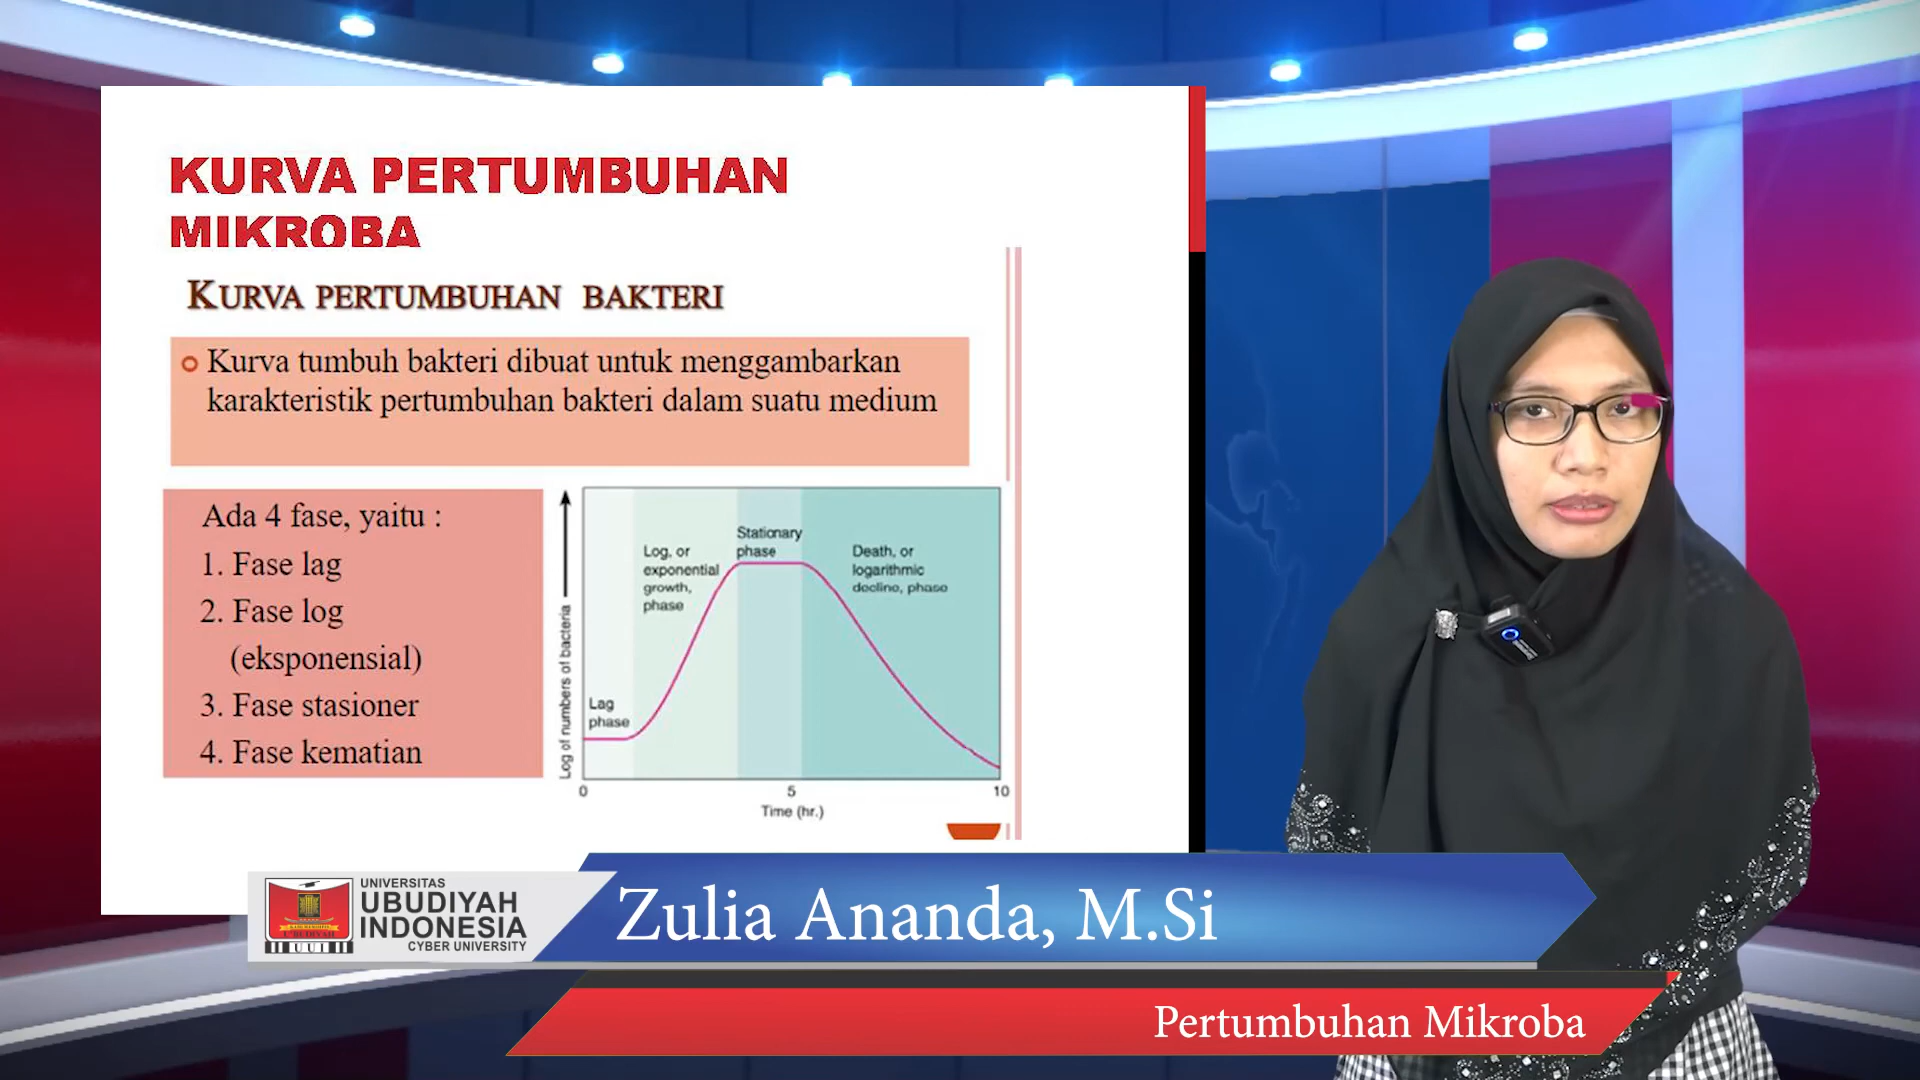 KURVA PERTUMBUHAN
MIKROBA
KURVA PERTUMBUHAN BAKTERI
Kurva tumbuh bakteri dibuat untuk menggambarkan
karakteristik pertumbuhan bakteri dalam suatu medium
Ada 4 fase, yaitu :
1. Fase lag
2. Fase log
(eksponensial)
3. Fase stasioner
4. Fase kematian
Log of numbers of bacteria
Lag
phase
Log, or
exponential
growth,
phase
Stationary
phase
Death, or
logarithmic
decline, phase
0
5
10
Time (hr.)
UNIVERSITAS
UBUDIYAH
INDONESIA
CYBER UNIVERSITY
Zulia Ananda, M.Si
Pertumbuhan Mikroba